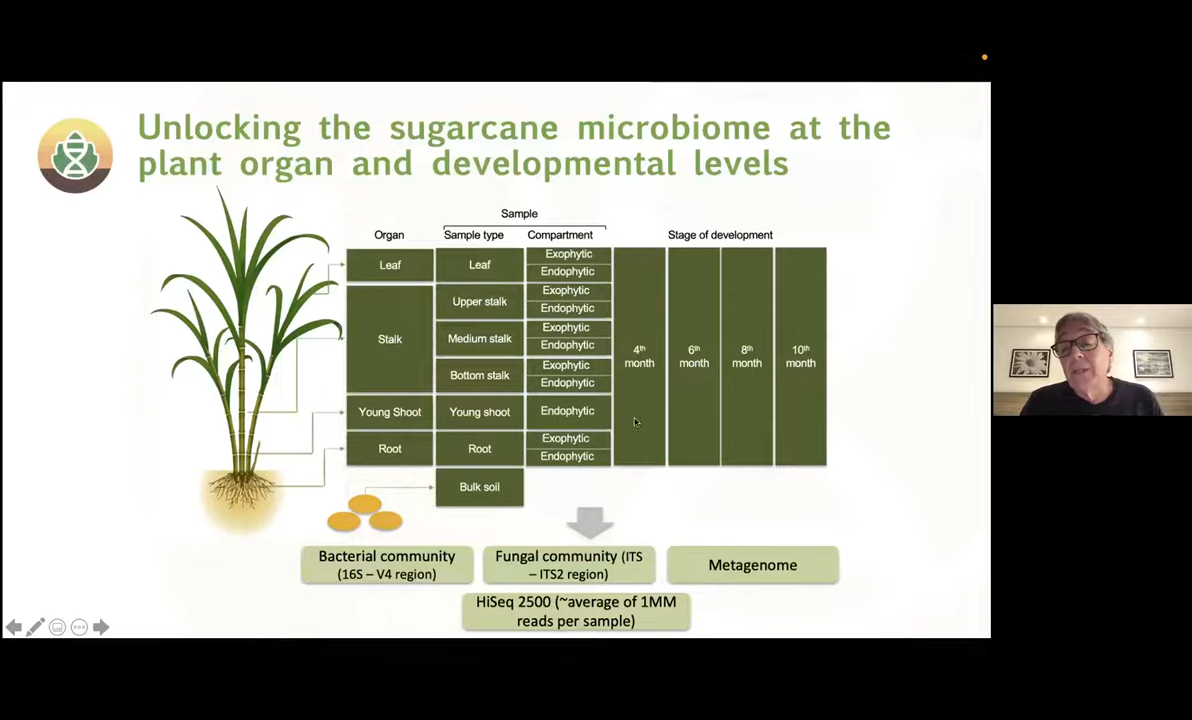 Unlocking the sugarcane microbiome at the
plant organ and developmental levels
Sample
Organ
Sample type
Compartment
Stage of development
Leaf
Leaf
Exophytic
Endophytic
Stalk
Upper stalk
Exophytic
Endophytic
Medium stalk
Exophytic
Endophytic
Bottom stalk
Exophytic
Endophytic
Young Shoot
Young shoot
Endophytic
Root
Root
Exophytic
Endophytic
Bulk soil
4th
month
6th
month
8th
month
10th
month
Bacterial community
(16S – V4 region)
Fungal community (ITS
– ITS2 region)
Metagenome
HiSeq 2500 (~average of 1MM
reads per sample)